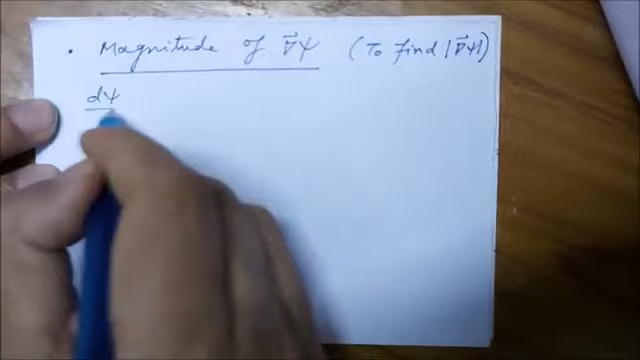 • Magnitude of ∇⃗ψ (To find |∇⃗ψ|)
dψ